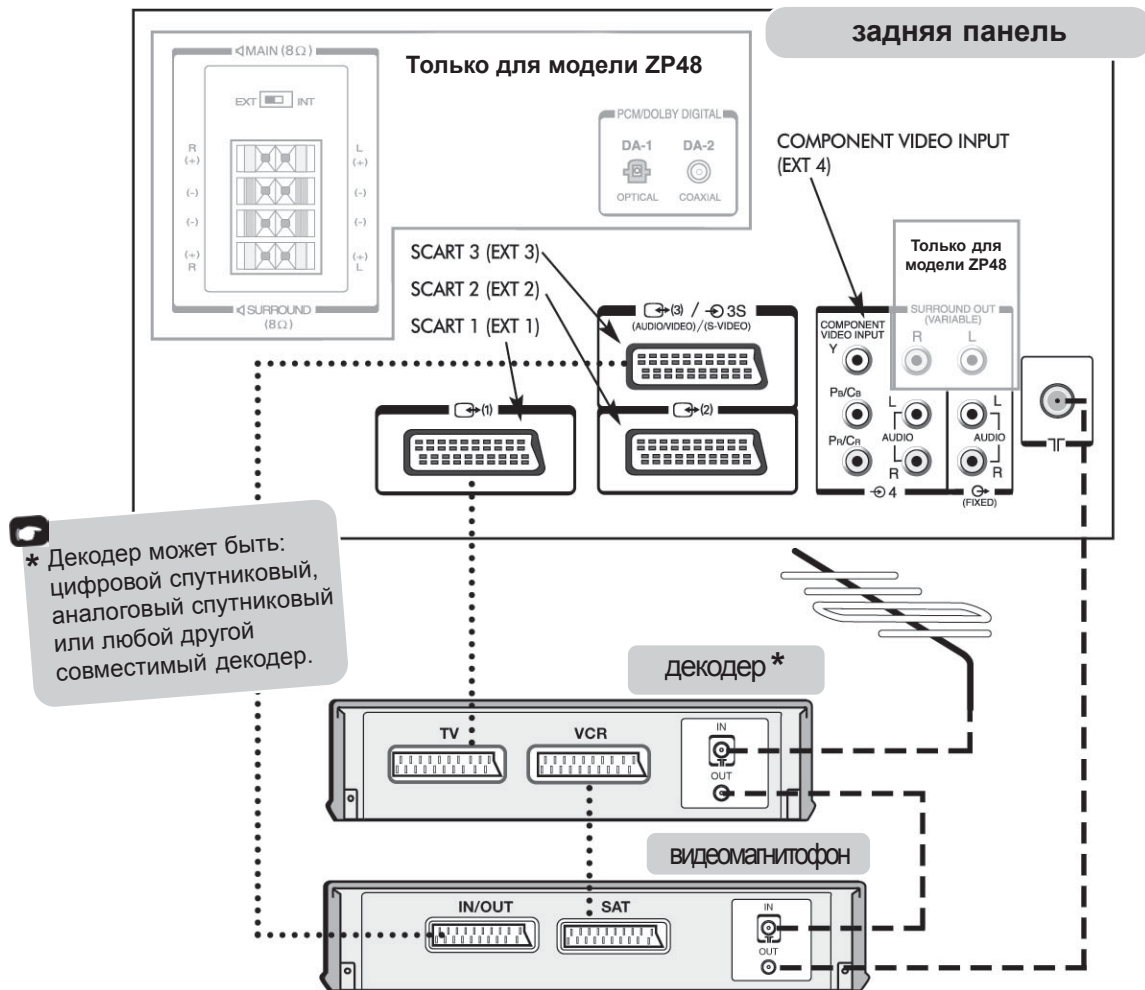 задняя панель
◁MAIN (8Ω)
Только для модели ZP48
EXT INT
PCM/DOLBY DIGITAL
DA-1 DA-2
OPTICAL COAXIAL
R
(+)
(-)
(-)
(+)
R
L
(+)
(-)
(-)
(+)
L
◁SURROUND
(8Ω)
COMPONENT VIDEO INPUT
(EXT 4)
SCART 3 (EXT 3)
SCART 2 (EXT 2)
SCART 1 (EXT 1)
Только для
модели ZP48
(3) / 3S
(AUDIO/VIDEO)/(S-VIDEO)
(1)
(2)
COMPONENT
VIDEO INPUT
SURROUND OUT
(VARIABLE)
R L
Y
PB/CB
PR/CR
L
AUDIO
R
L
AUDIO
R
4
(FIXED)
* Декодер может быть:
цифровой спутниковый,
аналоговый спутниковый
или любой другой
совместимый декодер.
декодер *
TV VCR
IN
OUT
видеомагнитофон
IN/OUT SAT
IN
OUT